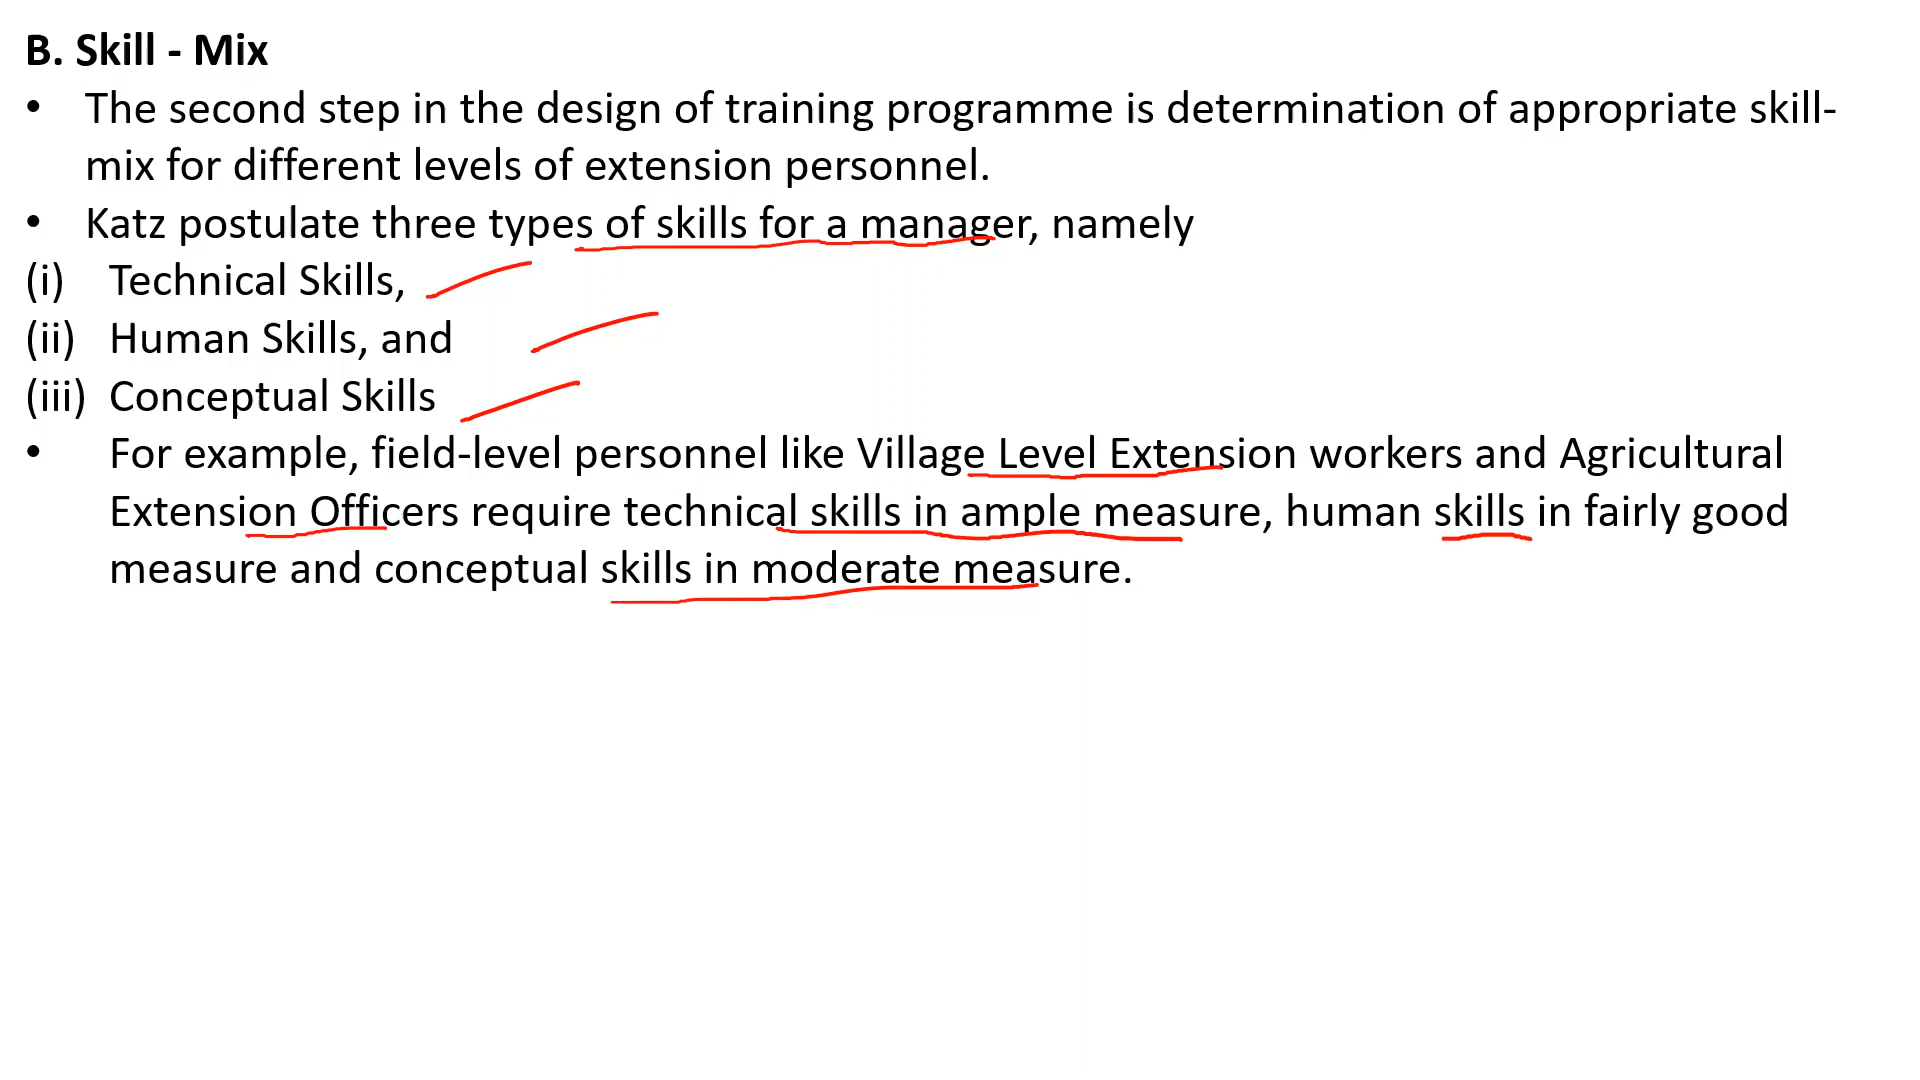 B. Skill - Mix
• The second step in the design of training programme is determination of appropriate skill-
mix for different levels of extension personnel.
• Katz postulate three types of skills for a manager, namely
(i) Technical Skills,
(ii) Human Skills, and
(iii) Conceptual Skills
• For example, field-level personnel like Village Level Extension workers and Agricultural
Extension Officers require technical skills in ample measure, human skills in fairly good
measure and conceptual skills in moderate measure.